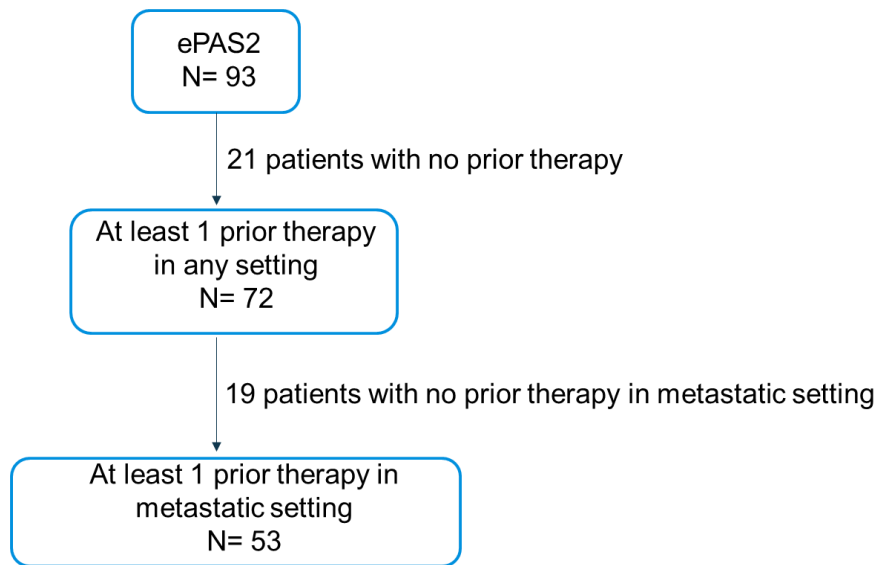 ePAS2
N= 93
21 patients with no prior therapy
At least 1 prior therapy
in any setting
N= 72
19 patients with no prior therapy in metastatic setting
At least 1 prior therapy in
metastatic setting
N= 53